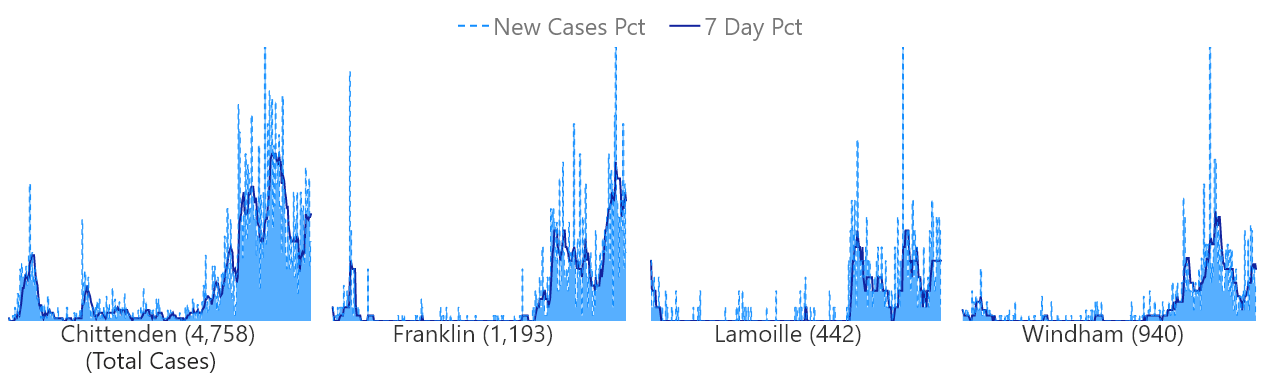 New Cases Pct 7 Day Pct
Chittenden (4,758) Franklin (1,193) Lamoille (442) Windham (940)
(Total Cases)